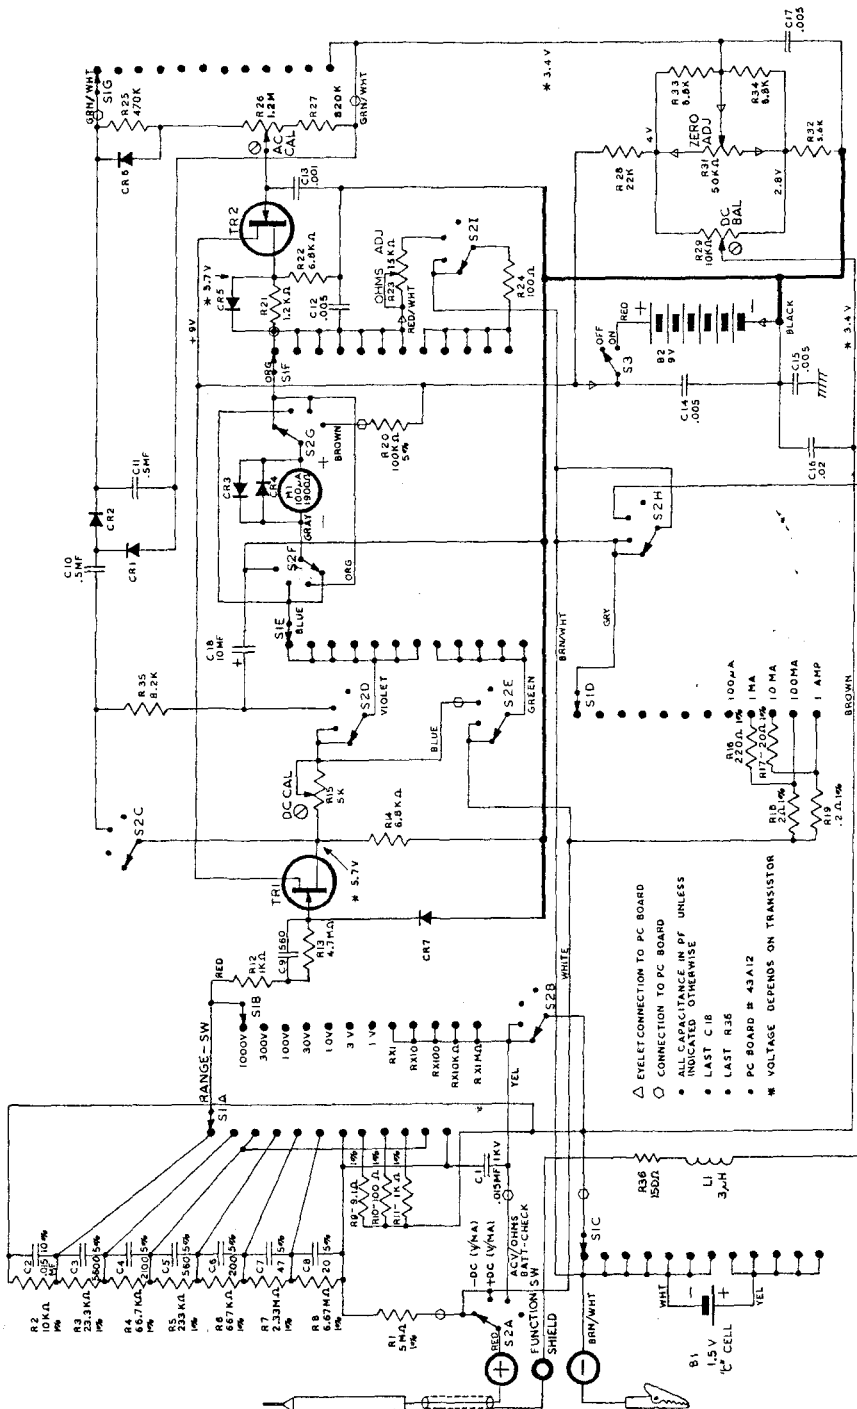 GRN/WHT
S1G
R25
470K
CR6
R26
1.2M
AC
CAL
R27
820K
GRN/WHT
C17
.005
* 3.4 V
R33
6.8K
R34
6.8K
4V
ZERO
ADJ
R31
50KΩ
R28
22K
2.8V
R32
5.6K
DC
BAL
R29
10KΩ
TR2
C13
.001
R22
6.8KΩ
* 5.7V
CR5
R21
1.2KΩ
C12
.005
OHMS ADJ
R23
15KΩ
RED/WHT
S2I
R24
100Ω
+9V
ORG
S1F
S2G
BROWN
R20
100KΩ
5%
CR3
CR4
M1
100μA
1900Ω
+
-
GRAY
S2F
ORG
S1E
BLUE
OFF
ON
S3
RED
+
-
B2
9V
BLACK
* 3.4 V
C14
.005
C15
.005
C16
.02
C11
.5MF
CR2
CR1
C10
.5MF
C18
10MF
+
R35
8.2K
S2D
VIOLET
S2C
DC CAL
R15
5K
R14
6.8KΩ
BLUE
S2E
GREEN
TR1
* 5.7V
CR7
C9
560
R13
4.7MΩ
RED
R12
1KΩ
S2H
BRN/WHT
GRY
S1D
100μA
1 MA
10 MA
100MA
1 AMP
R16
220Ω 1%
R17-20Ω 1%
R18
2Ω 1%
R19
.2Ω 1%
BROWN
RANGE-SW
S1A
S1B
1000V
300V
100V
30V
10V
3V
1V
RX1
RX10
RX100
RX10KΩ
RX1MΩ
YEL
S2B
WHITE
△ EYELET CONNECTION TO PC BOARD
○ CONNECTION TO PC BOARD
• ALL CAPACITANCE IN PF UNLESS
INDICATED OTHERWISE
• LAST C18
• LAST R36
• PC BOARD # 43A12
* VOLTAGE DEPENDS ON TRANSISTOR
R2
10KΩ
1%
R3
23.3KΩ
1%
R4
66.7KΩ
1%
R5
233KΩ
1%
R6
667KΩ
1%
R7
2.33MΩ
1%
R8
6.67MΩ
1%
C2
.015
MF
10%
C3
5600
5%
C4
2100
5%
C5
560
5%
C6
200
5%
C7
47
5%
C8
20
5%
R9-9.1Ω
1%
R10-100Ω
1%
R11-1KΩ
1%
C1
.015MF/1KV
R1
5MΩ
1%
-DC (V/MA)
+DC (V/MA)
ACV/OHMS
BATT-CHECK
S2A
FUNCTION SW
RED
+
SHIELD
-
BRN/WHT
S1C
R36
150Ω
L1
3μH
WHT
-
+
YEL
B1
1.5V
"C" CELL